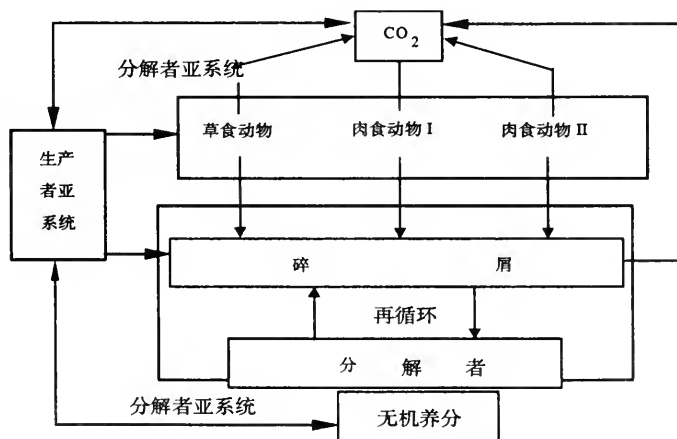 CO2
分解者亚系统
草食动物 肉食动物 I 肉食动物 II
生产
者亚
系统
碎 屑
再循环
分 解 者
分解者亚系统
无机养分